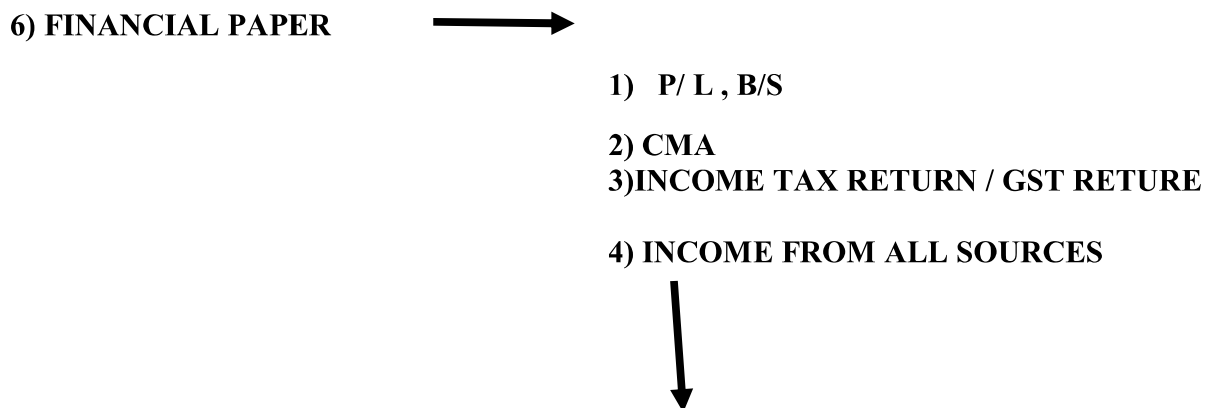 6) FINANCIAL PAPER
1) P/ L , B/S
2) CMA
3)INCOME TAX RETURN / GST RETURE
4) INCOME FROM ALL SOURCES